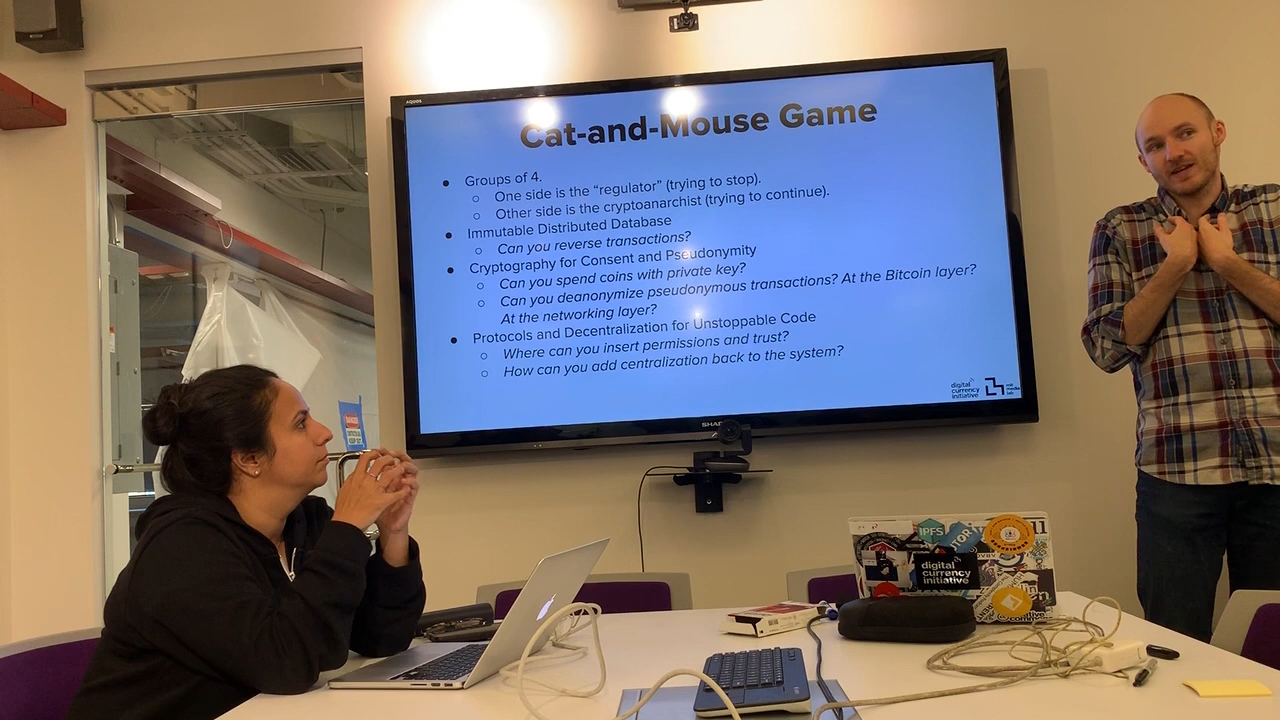 AQUOS
Cat-and-Mouse Game
● Groups of 4.
○ One side is the “regulator” (trying to stop).
○ Other side is the cryptoanarchist (trying to continue).
● Immutable Distributed Database
○ Can you reverse transactions?
● Cryptography for Consent and Pseudonymity
○ Can you spend coins with private key?
○ Can you deanonymize pseudonymous transactions? At the Bitcoin layer?
At the networking layer?
● Protocols and Decentralization for Unstoppable Code
○ Where can you insert permissions and trust?
○ How can you add centralization back to the system?
digital
currency
initiative
mit
media
lab
DANGER
IPFS
digital
currency
initiative